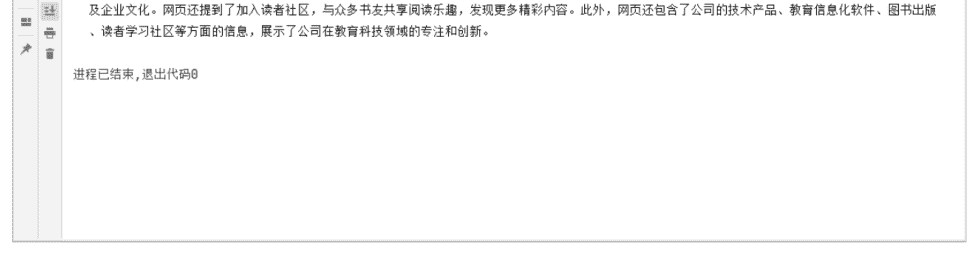 及企业文化。网页还提到了加入读者社区，与众多书友共享阅读乐趣，发现更多精彩内容。此外，网页还包含了公司的技术产品、教育信息化软件、图书出版
、读者学习社区等方面的信息，展示了公司在教育科技领域的专注和创新。
进程已结束,退出代码0